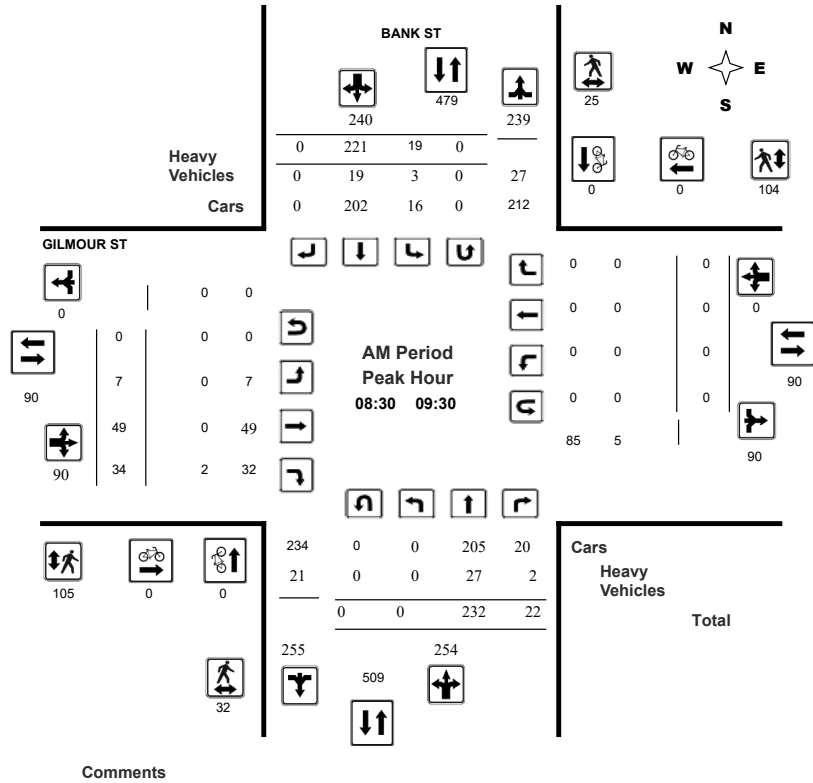 BANK ST
N
W E
S
479
25
240
239
221 19 0
0
Heavy
Vehicles
0 19 3 0 27
Cars
0 202 16 0 212
0 0 104
GILMOUR ST
0 0
0
0 0 0
0
0 0 0
0 0 0
0 0 0
90
7 0 7
AM Period
Peak Hour
08:30 09:30
0 0 0
90
0 0 0
49 0 49
85 5
90
90
34 2 32
234 0 0 205 20
Cars
21 0 0 27 2
Heavy
Vehicles
105 0 0
0 0 232 22
Total
255 254
509
32
Comments